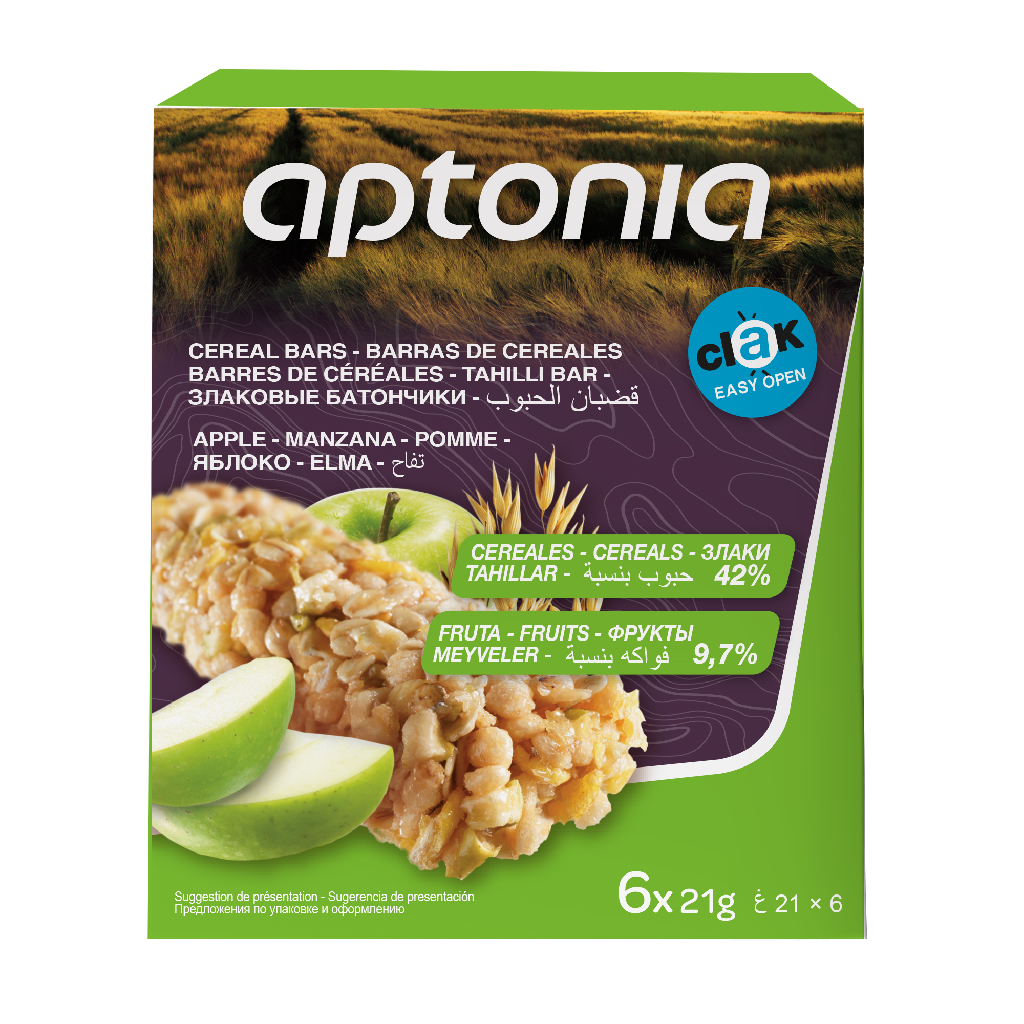 aptonia
clak
EASY OPEN
CEREAL BARS - BARRAS DE CEREALES
BARRES DE CÉRÉALES - TAHILLI BAR -
ЗЛАКОВЫЕ БАТОНЧИКИ - قضبان الحبوب
APPLE - MANZANA - POMME -
ЯБЛОКО - ELMA - تفاح
CEREALES - CEREALS - ЗЛАКИ
TAHILLAR - حبوب بنسبة 42%
FRUTA - FRUITS - ФРУКТЫ
MEYVELER - فواكه بنسبة 9,7%
Suggestion de présentation - Sugerencia de presentación
Предложения по упаковке и оформлению
6x21g غ 21 × 6